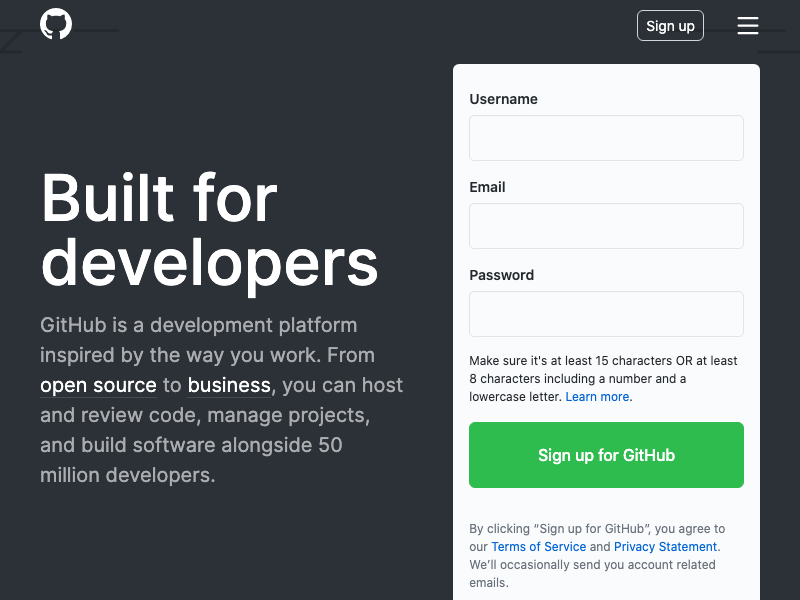 Sign up
Built for
developers
GitHub is a development platform
inspired by the way you work. From
open source to business, you can host
and review code, manage projects,
and build software alongside 50
million developers.
Username
Email
Password
Make sure it's at least 15 characters OR at least
8 characters including a number and a
lowercase letter. Learn more.
Sign up for GitHub
By clicking “Sign up for GitHub”, you agree to
our Terms of Service and Privacy Statement.
We’ll occasionally send you account related
emails.